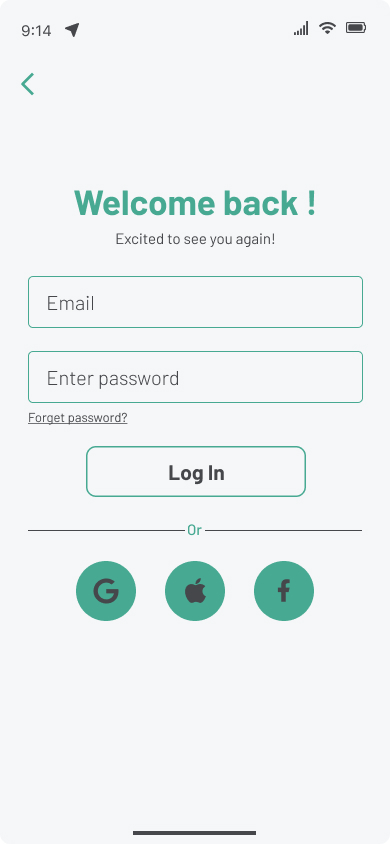 9:14
Welcome back !
Excited to see you again!
Email
Enter password
Forget password?
Log In
Or